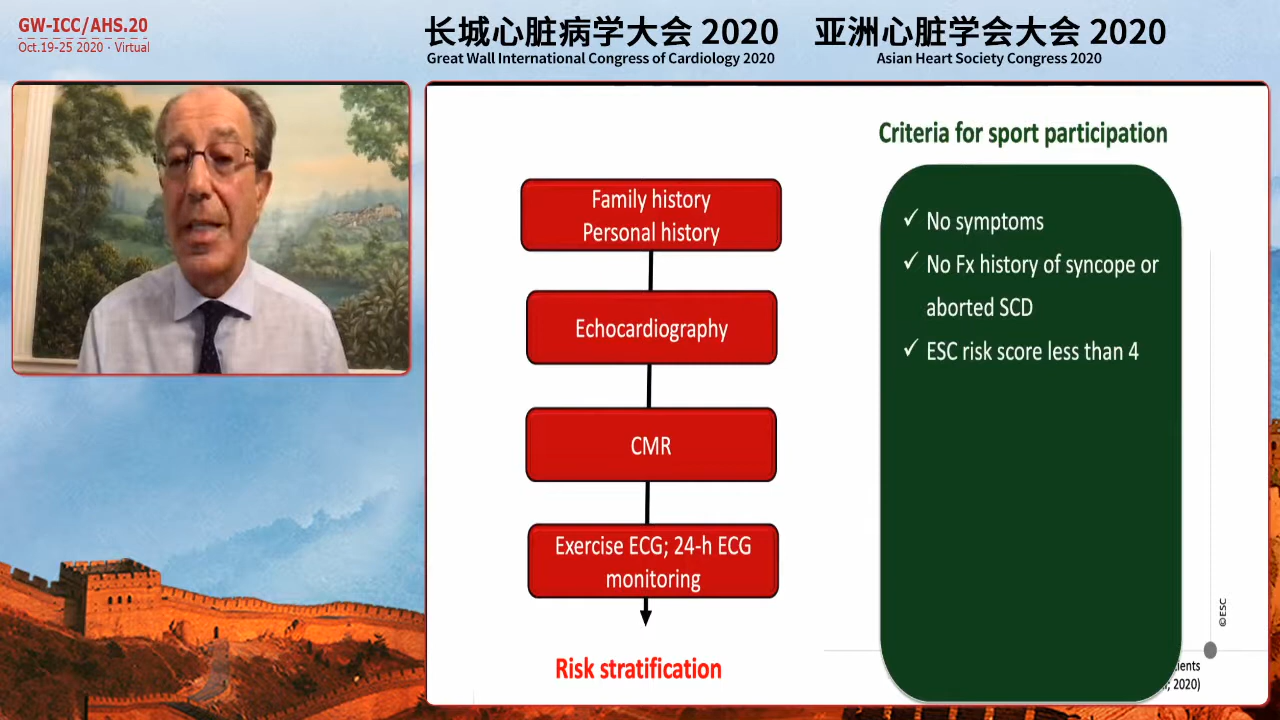 GW-ICC/AHS.20
Oct.19-25 2020 · Virtual
长城心脏病学大会 2020
Great Wall International Congress of Cardiology 2020
亚洲心脏学会大会 2020
Asian Heart Society Congress 2020
Family history
Personal history
Echocardiography
CMR
Exercise ECG; 24-h ECG
monitoring
Risk stratification
Criteria for sport participation
✓ No symptoms
✓ No Fx history of syncope or
aborted SCD
✓ ESC risk score less than 4
©ESC
2020)